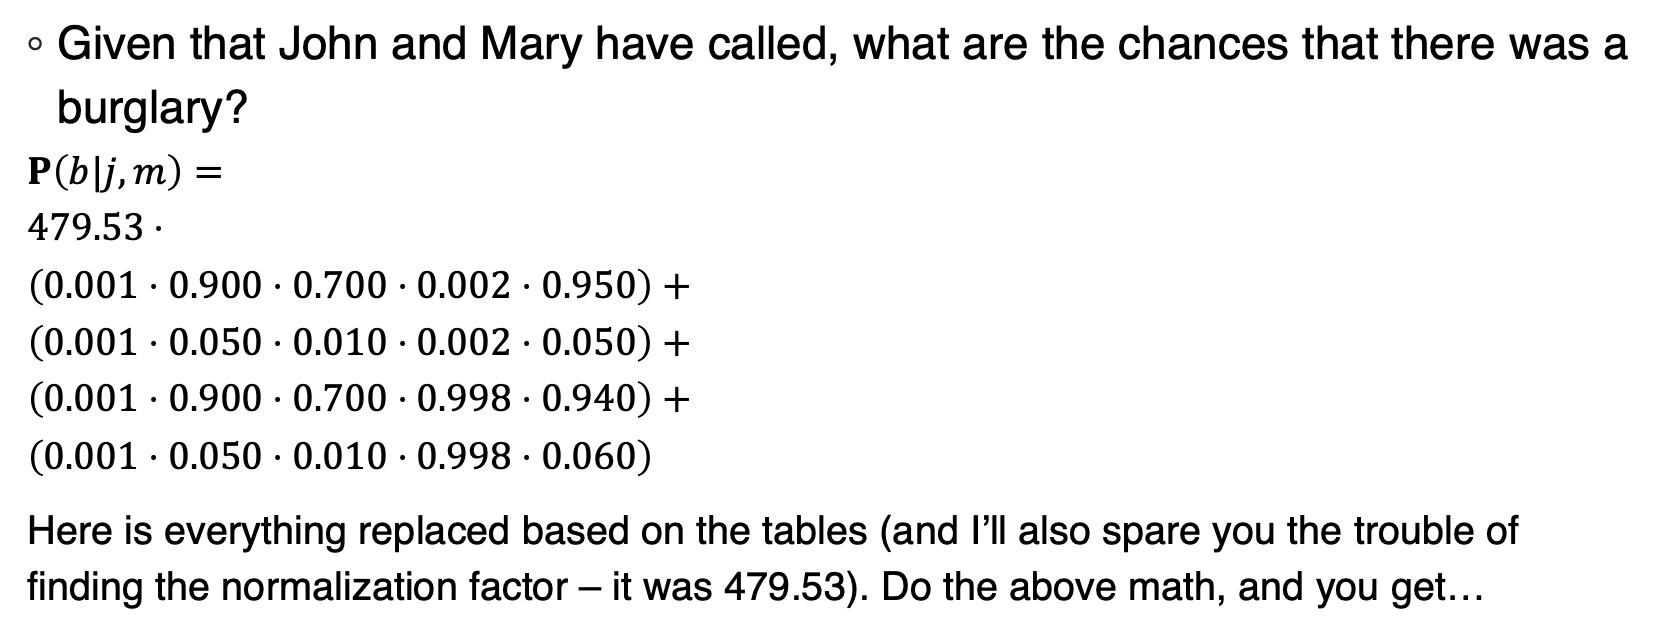 ◦ Given that John and Mary have called, what are the chances that there was a
burglary?
𝐏(𝑏|𝑗, 𝑚) =
479.53 ·
(0.001 · 0.900 · 0.700 · 0.002 · 0.950) +
(0.001 · 0.050 · 0.010 · 0.002 · 0.050) +
(0.001 · 0.900 · 0.700 · 0.998 · 0.940) +
(0.001 · 0.050 · 0.010 · 0.998 · 0.060)
Here is everything replaced based on the tables (and I’ll also spare you the trouble of
finding the normalization factor – it was 479.53). Do the above math, and you get…